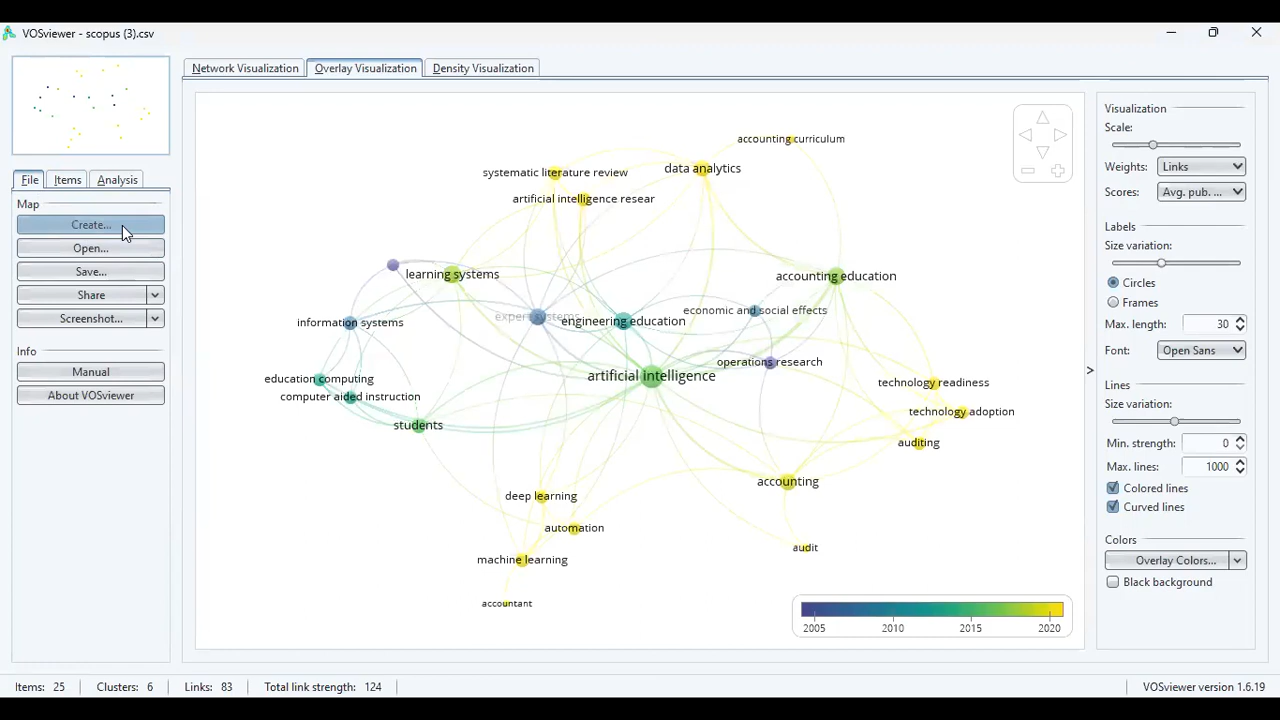 VOSviewer - scopus (3).csv
Network Visualization
Overlay Visualization
Density Visualization
File
Items
Analysis
Map
Create...
Open...
Save...
Share
Screenshot...
Info
Manual
About VOSviewer
accounting curriculum
systematic literature review
data analytics
artificial intelligence resear
learning systems
accounting education
information systems
expert systems
engineering education
economic and social effects
operations research
artificial intelligence
education computing
computer aided instruction
technology readiness
technology adoption
students
auditing
accounting
deep learning
automation
audit
machine learning
accountant
2005
2010
2015
2020
Visualization
Scale:
Weights: Links
Scores: Avg. pub. ...
Labels
Size variation:
Circles
Frames
Max. length: 30
Font: Open Sans
>
Lines
Size variation:
Min. strength: 0
Max. lines: 1000
Colored lines
Curved lines
Colors
Overlay Colors...
Black background
Items: 25
Clusters: 6
Links: 83
Total link strength: 124
VOSviewer version 1.6.19